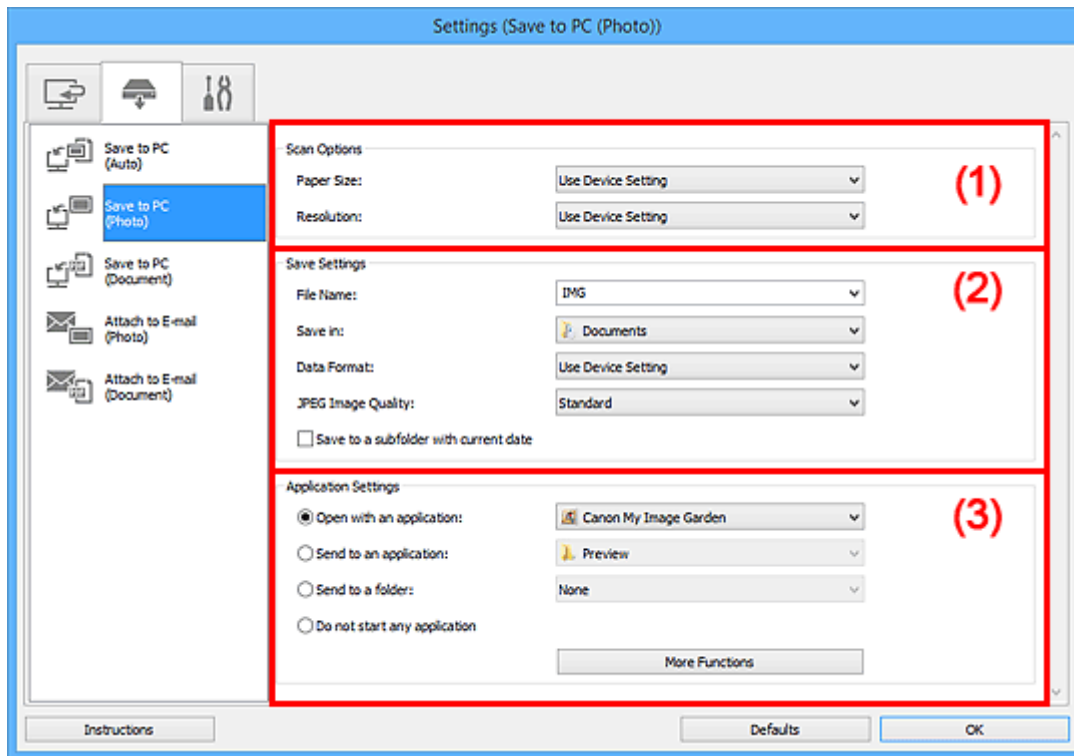 Settings (Save to PC (Photo))
Save to PC
(Auto)
Save to PC
(Photo)
Save to PC
(Document)
Attach to E-mail
(Photo)
Attach to E-mail
(Document)
Scan Options
Paper Size: Use Device Setting
Resolution: Use Device Setting
(1)
Save Settings
File Name: IMG
Save in: Documents
Data Format: Use Device Setting
JPEG Image Quality: Standard
Save to a subfolder with current date
(2)
Application Settings
Open with an application: Canon My Image Garden
Send to an application: Preview
Send to a folder: None
Do not start any application
More Functions
(3)
Instructions Defaults OK